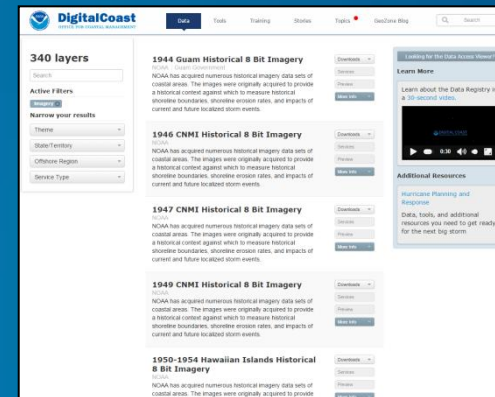 DigitalCoast
OFFICE FOR COASTAL MANAGEMENT
Data
Tools
Training
Stories
Topics
GeoZone Blog
Search
340 layers
Search
Active Filters
Imagery
Narrow your results
Theme
State/Territory
Offshore Region
Service Type
1944 Guam Historical 8 Bit Imagery
NOAA | Guam Government
NOAA has acquired numerous historical imagery data sets of
coastal areas. The images were originally acquired to provide
a historical context against which to measure historical
shoreline boundaries, shoreline erosion rates, and impacts of
current and future localized storm events.
Downloads
Services
Preview
More Info
1946 CNMI Historical 8 Bit Imagery
NOAA
NOAA has acquired numerous historical imagery data sets of
coastal areas. The images were originally acquired to provide
a historical context against which to measure historical
shoreline boundaries, shoreline erosion rates, and impacts of
current and future localized storm events.
Downloads
Services
Preview
More Info
1947 CNMI Historical 8 Bit Imagery
NOAA
NOAA has acquired numerous historical imagery data sets of
coastal areas. The images were originally acquired to provide
a historical context against which to measure historical
shoreline boundaries, shoreline erosion rates, and impacts of
current and future localized storm events.
Downloads
Services
Preview
More Info
1949 CNMI Historical 8 Bit Imagery
NOAA
NOAA has acquired numerous historical imagery data sets of
coastal areas. The images were originally acquired to provide
a historical context against which to measure historical
shoreline boundaries, shoreline erosion rates, and impacts of
current and future localized storm events.
Downloads
Services
Preview
More Info
1950-1954 Hawaiian Islands Historical
8 Bit Imagery
NOAA
NOAA has acquired numerous historical imagery data sets of
coastal areas. The images were originally acquired to provide
Downloads
Services
Preview
Looking for the Data Access Viewer?
Learn More
Learn about the Data Registry in
a 30-second video.
DIGITAL COAST
0:30
Additional Resources
Hurricane Planning and
Response
Data, tools, and additional
resources you need to get ready
for the next big storm